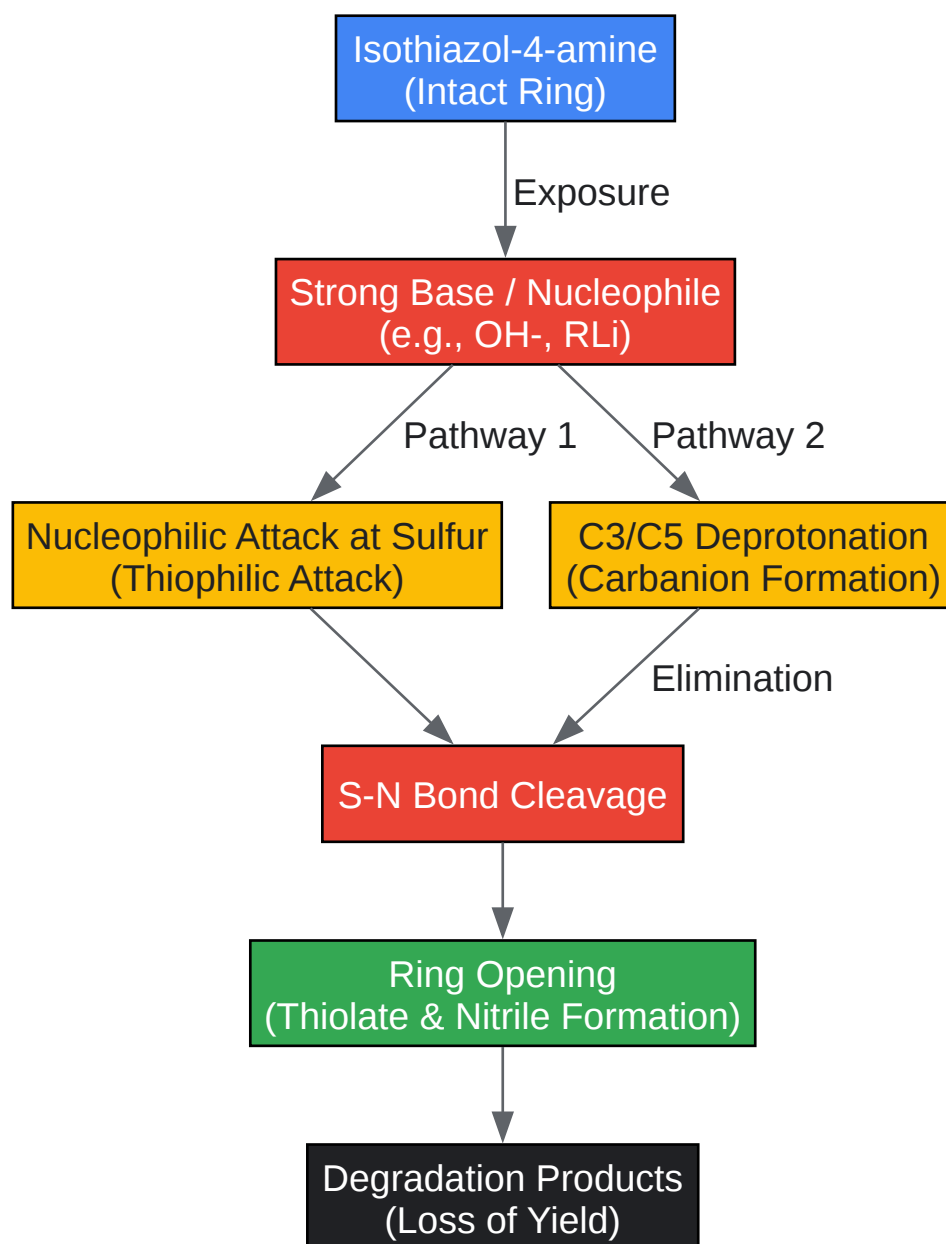 Isothiazol-4-amine
(Intact Ring)
Exposure
Strong Base / Nucleophile
(e.g., OH-, RLi)
Pathway 1
Pathway 2
Nucleophilic Attack at Sulfur
(Thiophilic Attack)
C3/C5 Deprotonation
(Carbanion Formation)
Elimination
S-N Bond Cleavage
Ring Opening
(Thiolate & Nitrile Formation)
Degradation Products
(Loss of Yield)